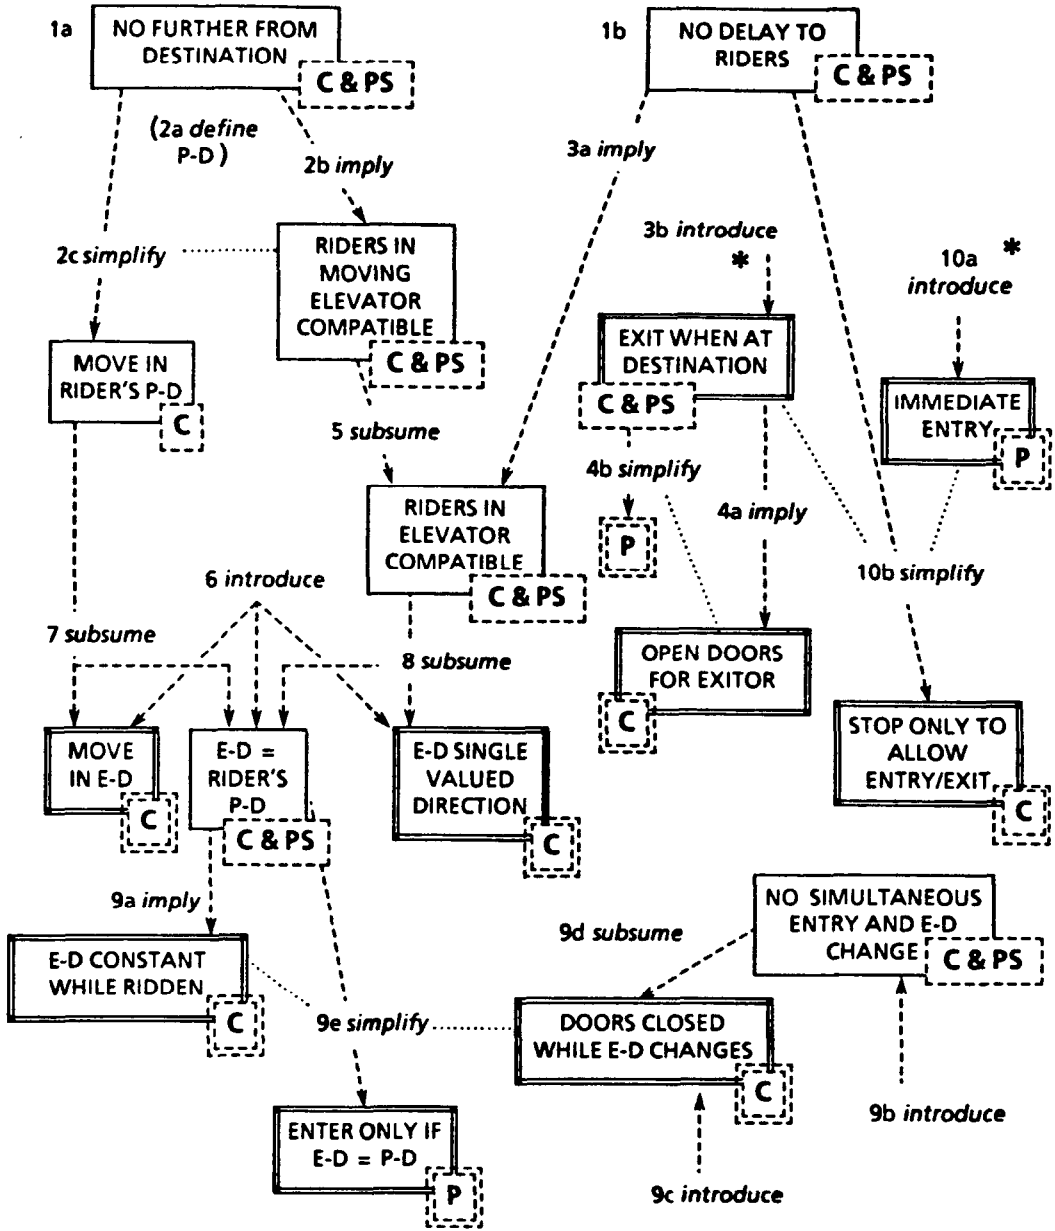 1a
NO FURTHER FROM
DESTINATION
C & PS
1b
NO DELAY TO
RIDERS
C & PS
(2a define
P-D)
2b imply
3a imply
2c simplify
RIDERS IN
MOVING
ELEVATOR
COMPATIBLE
C & PS
3b introduce
*
10a *
introduce
MOVE IN
RIDER'S P-D
C
EXIT WHEN AT
DESTINATION
C & PS
IMMEDIATE
ENTRY
P
5 subsume
4b simplify
4a imply
P
RIDERS IN
ELEVATOR
COMPATIBLE
C & PS
10b simplify
6 introduce
7 subsume
8 subsume
OPEN DOORS
FOR EXITOR
C
MOVE
IN E-D
C
E-D =
RIDER'S
P-D
C & PS
E-D SINGLE
VALUED
DIRECTION
C
STOP ONLY TO
ALLOW
ENTRY/EXIT
C
9a imply
NO SIMULTANEOUS
ENTRY AND E-D
CHANGE
C & PS
9d subsume
E-D CONSTANT
WHILE RIDDEN
C
9e simplify
DOORS CLOSED
WHILE E-D CHANGES
C
9b introduce
ENTER ONLY IF
E-D = P-D
P
9c introduce